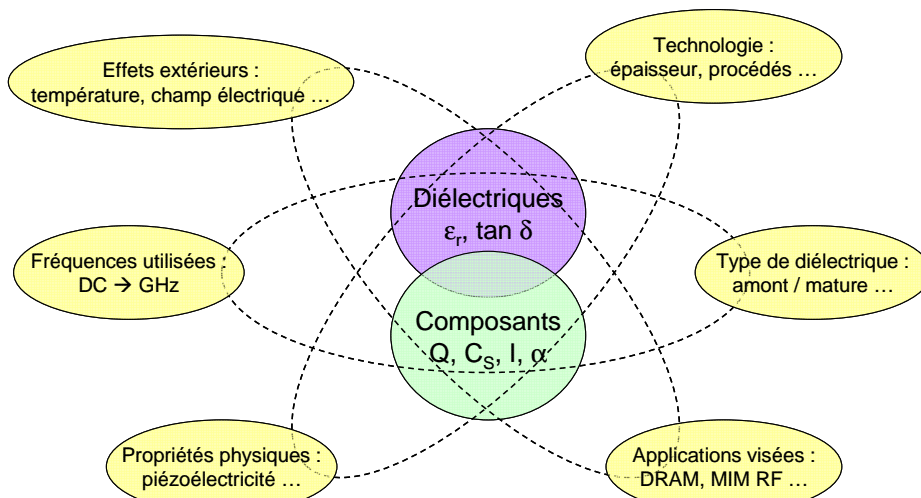 Effets extérieurs :
température, champ électrique …
Technologie :
épaisseur, procédés …
Diélectriques
εr, tan δ
Fréquences utilisées :
DC → GHz
Type de diélectrique :
amont / mature …
Composants
Q, CS, I, α
Propriétés physiques :
piézoélectricité …
Applications visées :
DRAM, MIM RF …